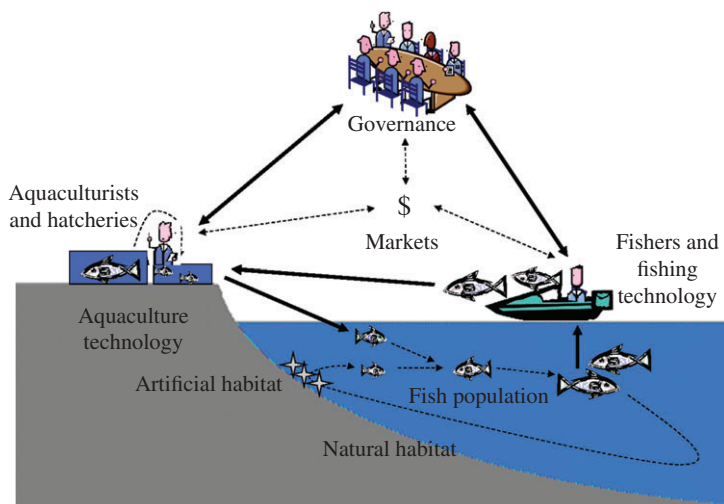 Governance
$
Markets
Aquaculturists
and hatcheries
Fishers and
fishing
technology
Aquaculture
technology
Artificial habitat
Fish population
Natural habitat